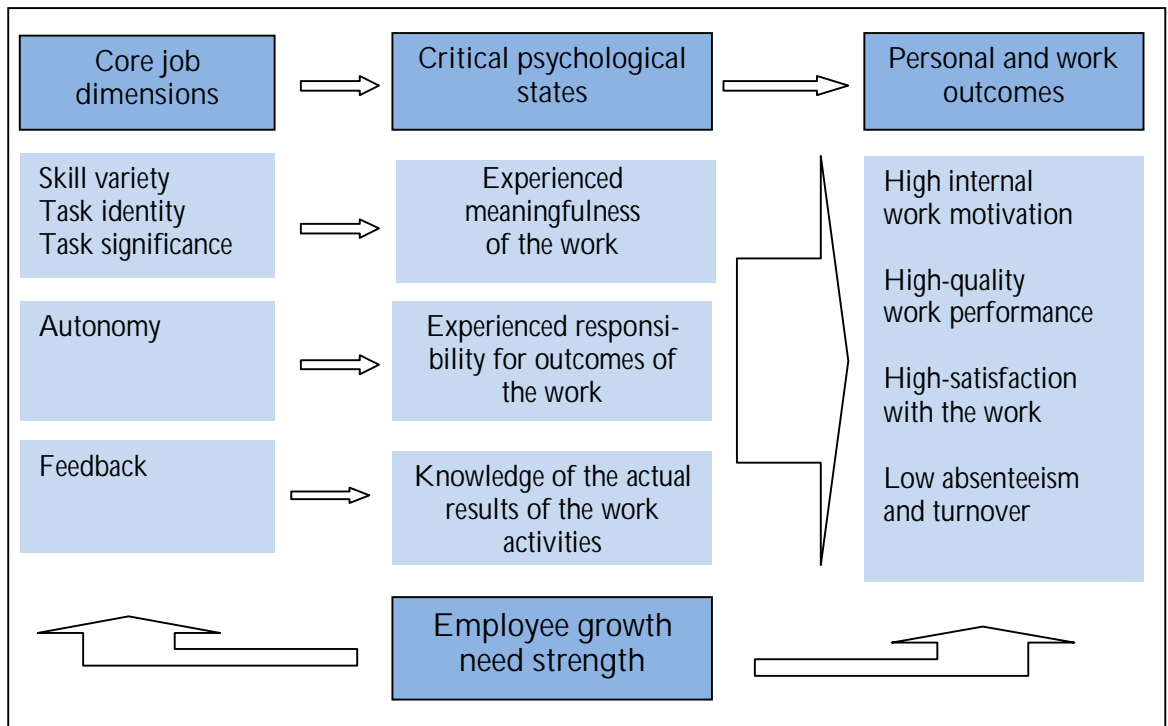 Core job
dimensions
Critical psychological
states
Personal and work
outcomes
Skill variety
Task identity
Task significance
Experienced
meaningfulness
of the work
Autonomy
Experienced responsi-
bility for outcomes of
the work
Feedback
Knowledge of the actual
results of the work
activities
High internal
work motivation
High-quality
work performance
High-satisfaction
with the work
Low absenteeism
and turnover
Employee growth
need strength